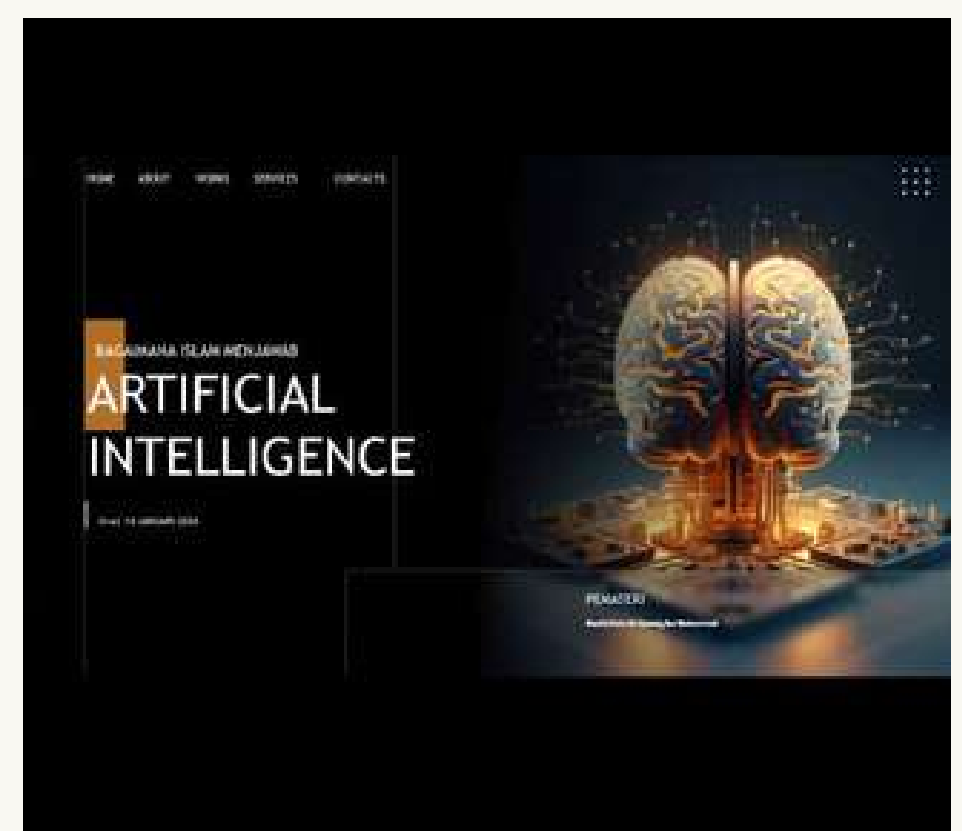 HOME ABOUT WORKS SERVICES CONTACTS
BAGAIMANA ISLAM MENJAWAB
ARTIFICIAL
INTELLIGENCE
PEMATERI